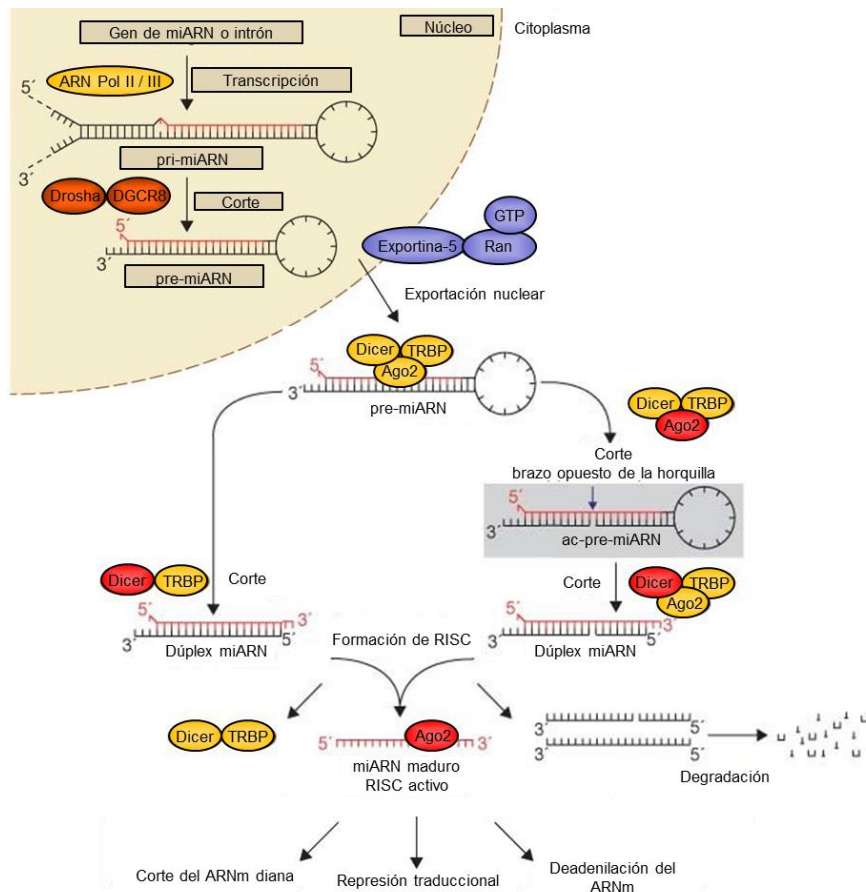 Gen de miARN o intrón
Núcleo
Citoplasma
ARN Pol II / III
Transcripción
5´
3´
pri-miARN
Drosha
DGCR8
Corte
5´
3´
pre-miARN
GTP
Exportina-5
Ran
Exportación nuclear
Dicer
TRBP
Ago2
5´
3´
pre-miARN
Dicer
TRBP
Ago2
Corte
brazo opuesto de la horquilla
5´
3´
ac-pre-miARN
Dicer
TRBP
Corte
Corte
Dicer
TRBP
Ago2
5´
3´
3´
5´
Dúplex miARN
Formación de RISC
5´
3´
3´
5´
Dúplex miARN
Dicer
TRBP
5´
Ago2
3´
miARN maduro
RISC activo
3´
5´
3´
5´
Degradación
Corte del ARNm diana
Represión traduccional
Deadenilación del
ARNm